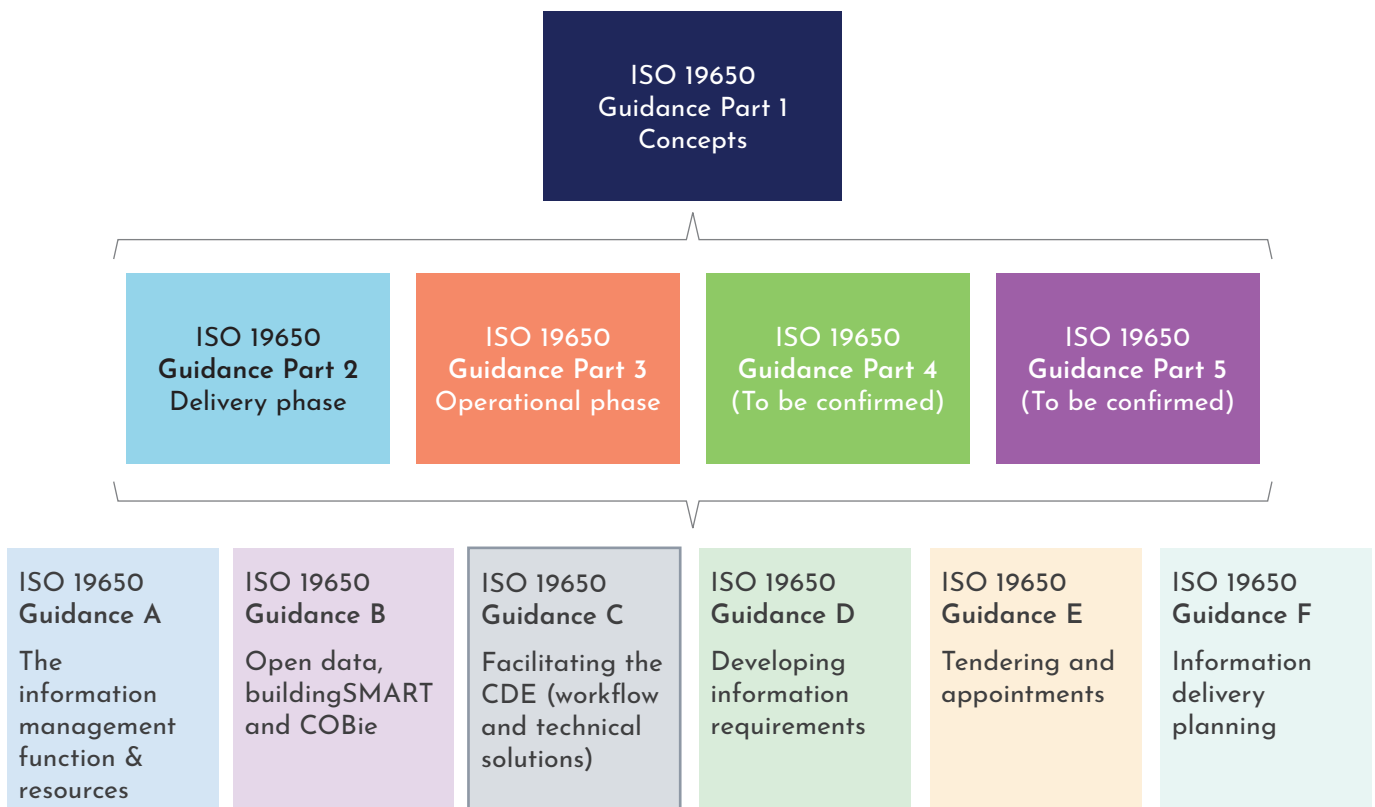 ISO 19650
Guidance Part 1
Concepts
ISO 19650
Guidance Part 2
Delivery phase
ISO 19650
Guidance Part 3
Operational phase
ISO 19650
Guidance Part 4
(To be confirmed)
ISO 19650
Guidance Part 5
(To be confirmed)
ISO 19650
Guidance A
The
information
management
function &
resources
ISO 19650
Guidance B
Open data,
buildingSMART
and COBie
ISO 19650
Guidance C
Facilitating the
CDE (workflow
and technical
solutions)
ISO 19650
Guidance D
Developing
information
requirements
ISO 19650
Guidance E
Tendering and
appointments
ISO 19650
Guidance F
Information
delivery
planning